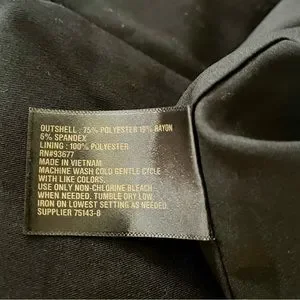 OUTSHELL : 75% POLYESTER 19% RAYON
6% SPANDEX
LINING : 100% POLYESTER
RN#93677
MADE IN VIETNAM
MACHINE WASH COLD GENTLE CYCLE
WITH LIKE COLORS.
USE ONLY NON-CHLORINE BLEACH
WHEN NEEDED. TUMBLE DRY LOW.
IRON ON LOWEST SETTING AS NEEDED.
SUPPLIER 75143-8